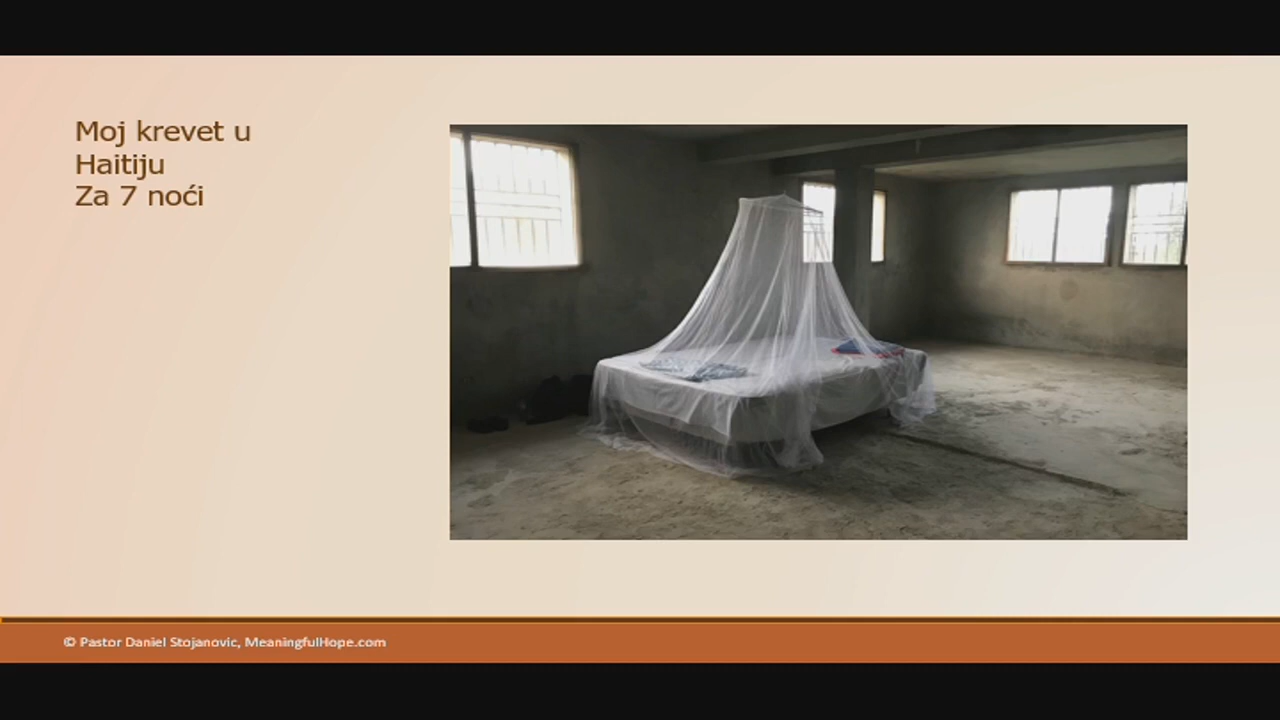 Moj krevet u
Haitiju
Za 7 noći
© Pastor Daniel Stojanovic, MeaningfulHope.com